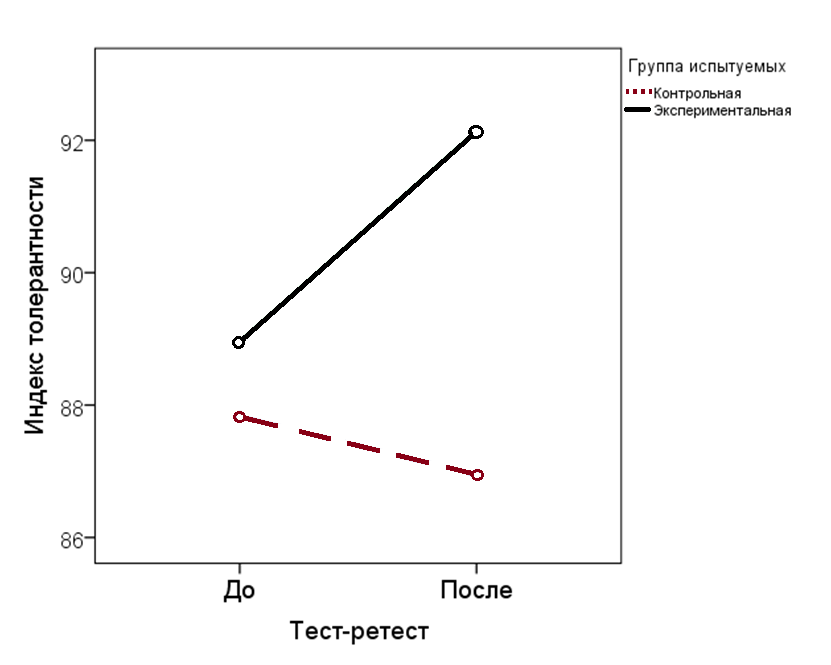 Группа испытуемых
Контрольная
Экспериментальная
Индекс толерантности
92
90
88
86
До После
Тест-ретест